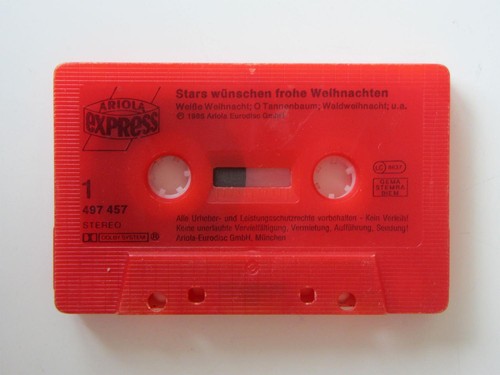 ARIOLA
EXPRESS
Stars wünschen frohe Weihnachten
Weiße Weihnacht; O Tannenbaum; Waldweihnacht; u.a.
Ariola Eurodisc GmbH
1
497 457
STEREO
DOLBY SYSTEM
LC
GEMA
STEMRA
BIEM
Alle Urheber- und Leistungsschutzrechte vorbehalten - Kein Verleih!
Keine unerlaubte Vervielfältigung, Vermietung, Aufführung, Sendung!
Ariola-Eurodisc GmbH, München